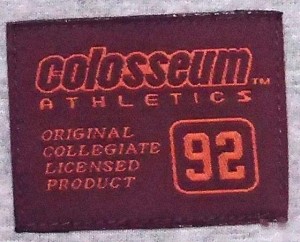 colosseum™
ATHLETICS
ORIGINAL
COLLEGIATE
LICENSED
PRODUCT
92